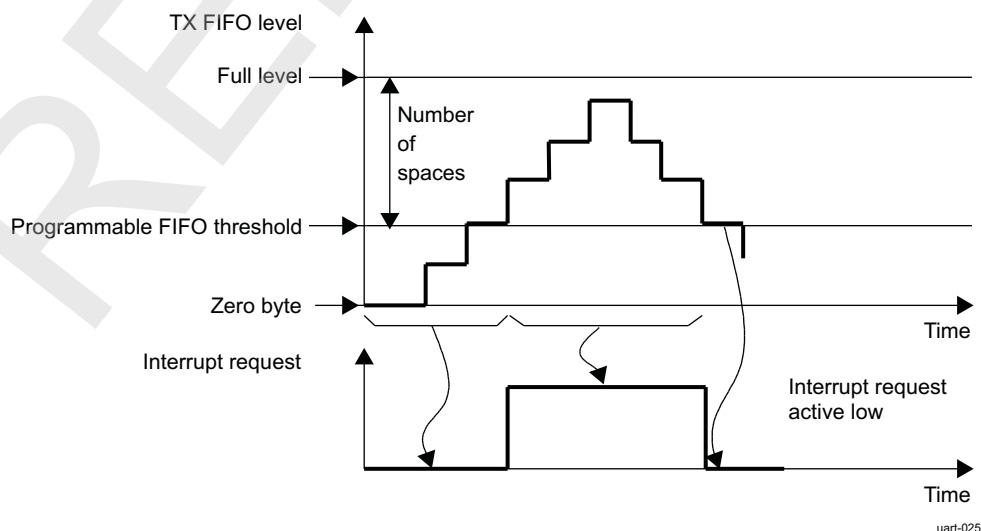 TX FIFO level
Full level
Number
of
spaces
Programmable FIFO threshold
Zero byte
Time
Interrupt request
Interrupt request
active low
Time
uart-025